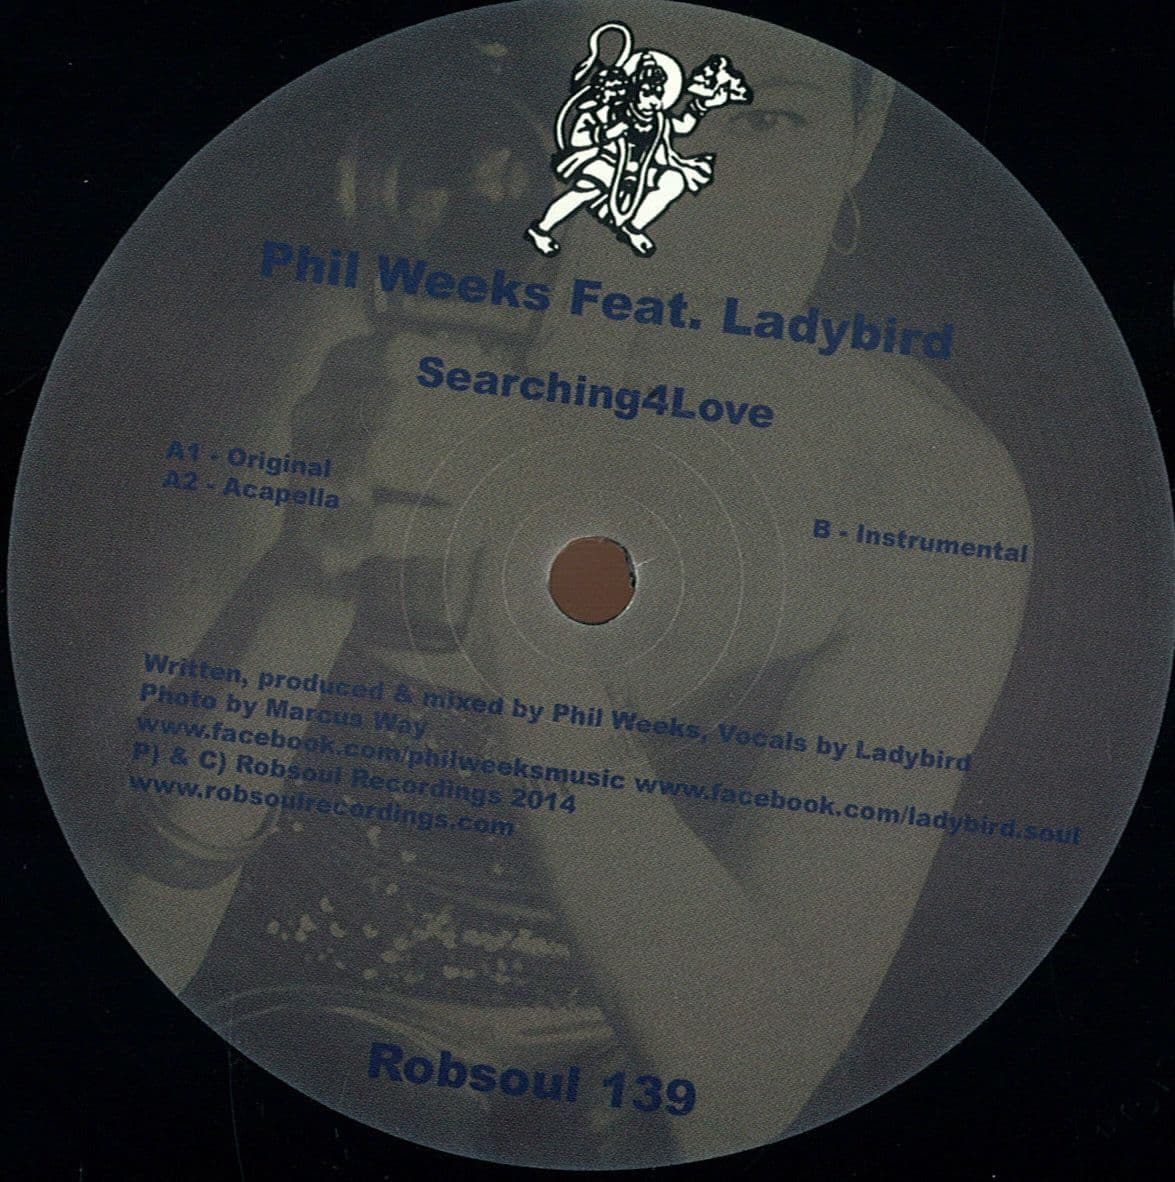 Phil Weeks Feat. Ladybird
Searching4Love
A1 - Original
A2 - Acapella
B - Instrumental
Written, produced & mixed by Phil Weeks, Vocals by Ladybird
Photo by Marcus Way
www.facebook.com/philweeksmusic www.facebook.com/ladybird.soul
P) & C) Robsoul Recordings 2014
www.robsoulrecordings.com
Robsoul 139